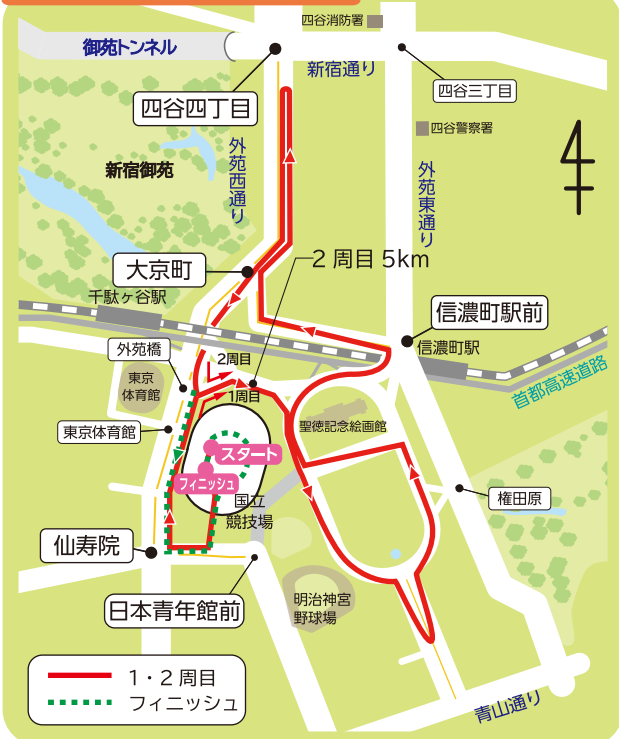 四谷消防署
御苑トンネル
新宿通り
四谷三丁目
四谷四丁目
四谷警察署
外苑西通り
新宿御苑
外苑東通り
2周目 5km
大京町
千駄ヶ谷駅
信濃町駅前
信濃町駅
外苑橋
2周目
首都高速道路
東京
体育館
1周目
聖徳記念絵画館
東京体育館
スタート
フィニッシュ
国立
競技場
権田原
仙寿院
日本青年館前
明治神宮
野球場
1・2周目
フィニッシュ
青山通り